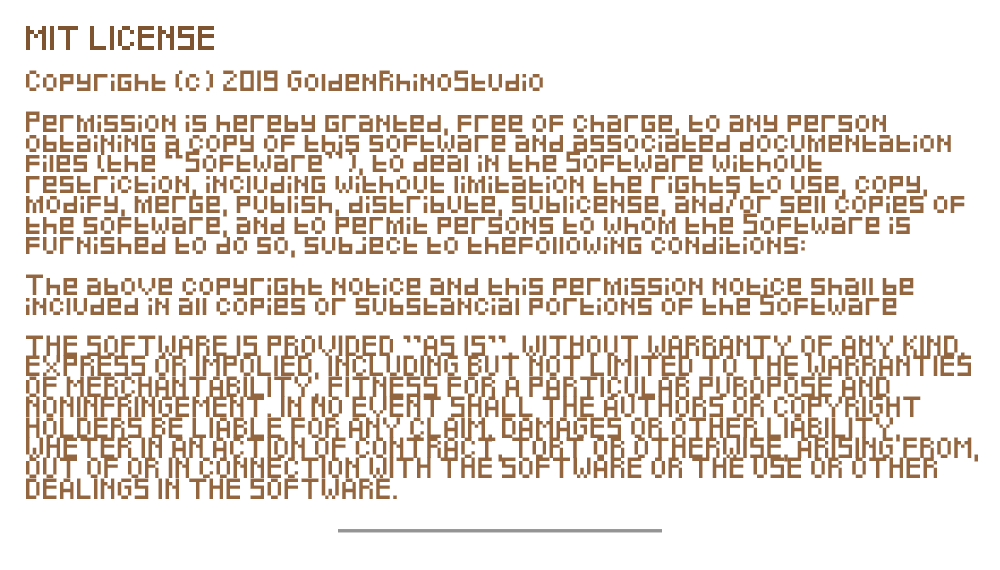 MIT LICENSE
Copyright (c) 2019 GoldenRhinoStudio
Permission is hereby granted, free of charge, to any person
obtaining a copy of this software and associated documentation
files (the "Software"), to deal in the Software without
restriction, including without limitation the rights to use, copy,
modify, merge, publish, distribute, sublicense, and/or sell copies of
the software, and to permit persons to whom the Software is
furnished to do so, subject to thefollowing conditions:
The above copyright notice and this permission notice shall be
included in all copies or substancial portions of the Software
THE SOFTWARE IS PROVIDED "AS IS", WITHOUT WARRANTY OF ANY KIND,
EXPRESS OR IMPOLIED, INCLUDING BUT NOT LIMITED TO THE WARRANTIES
OF MERCHANTABILITY, FITNESS FOR A PARTICULAR PUROPOSE AND
NONINFRINGEMENT. IN NO EVENT SHALL THE AUTHORS OR COPYRIGHT
HOLDERS BE LIABLE FOR ANY CLAIM, DAMAGES OR OTHER LIABILITY,
WHETER IN AN ACTION OF CONTRACT, TORT OR OTHERWISE, ARISING FROM,
OUT OF OR IN CONNECTION WITH THE SOFTWARE OR THE USE OR OTHER
DEALINGS IN THE SOFTWARE.